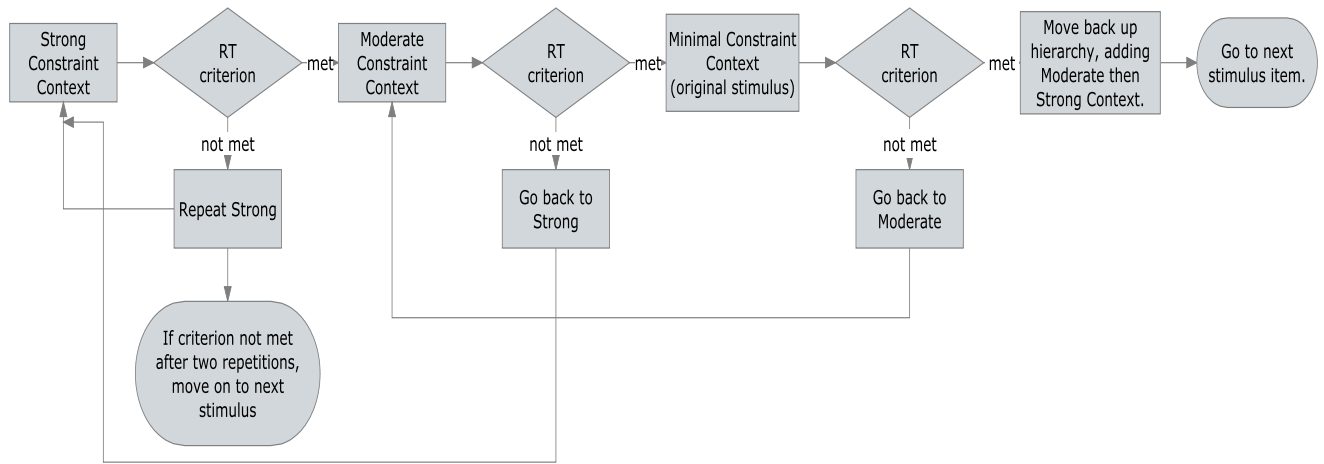 Strong
Constraint
Context
RT
criterion
met
Moderate
Constraint
Context
RT
criterion
met
Minimal Constraint
Context
(original stimulus)
RT
criterion
met
Move back up
hierarchy, adding
Moderate then
Strong Context.
Go to next
stimulus item.
not met
not met
not met
Repeat Strong
Go back to
Strong
Go back to
Moderate
If criterion not met
after two repetitions,
move on to next
stimulus